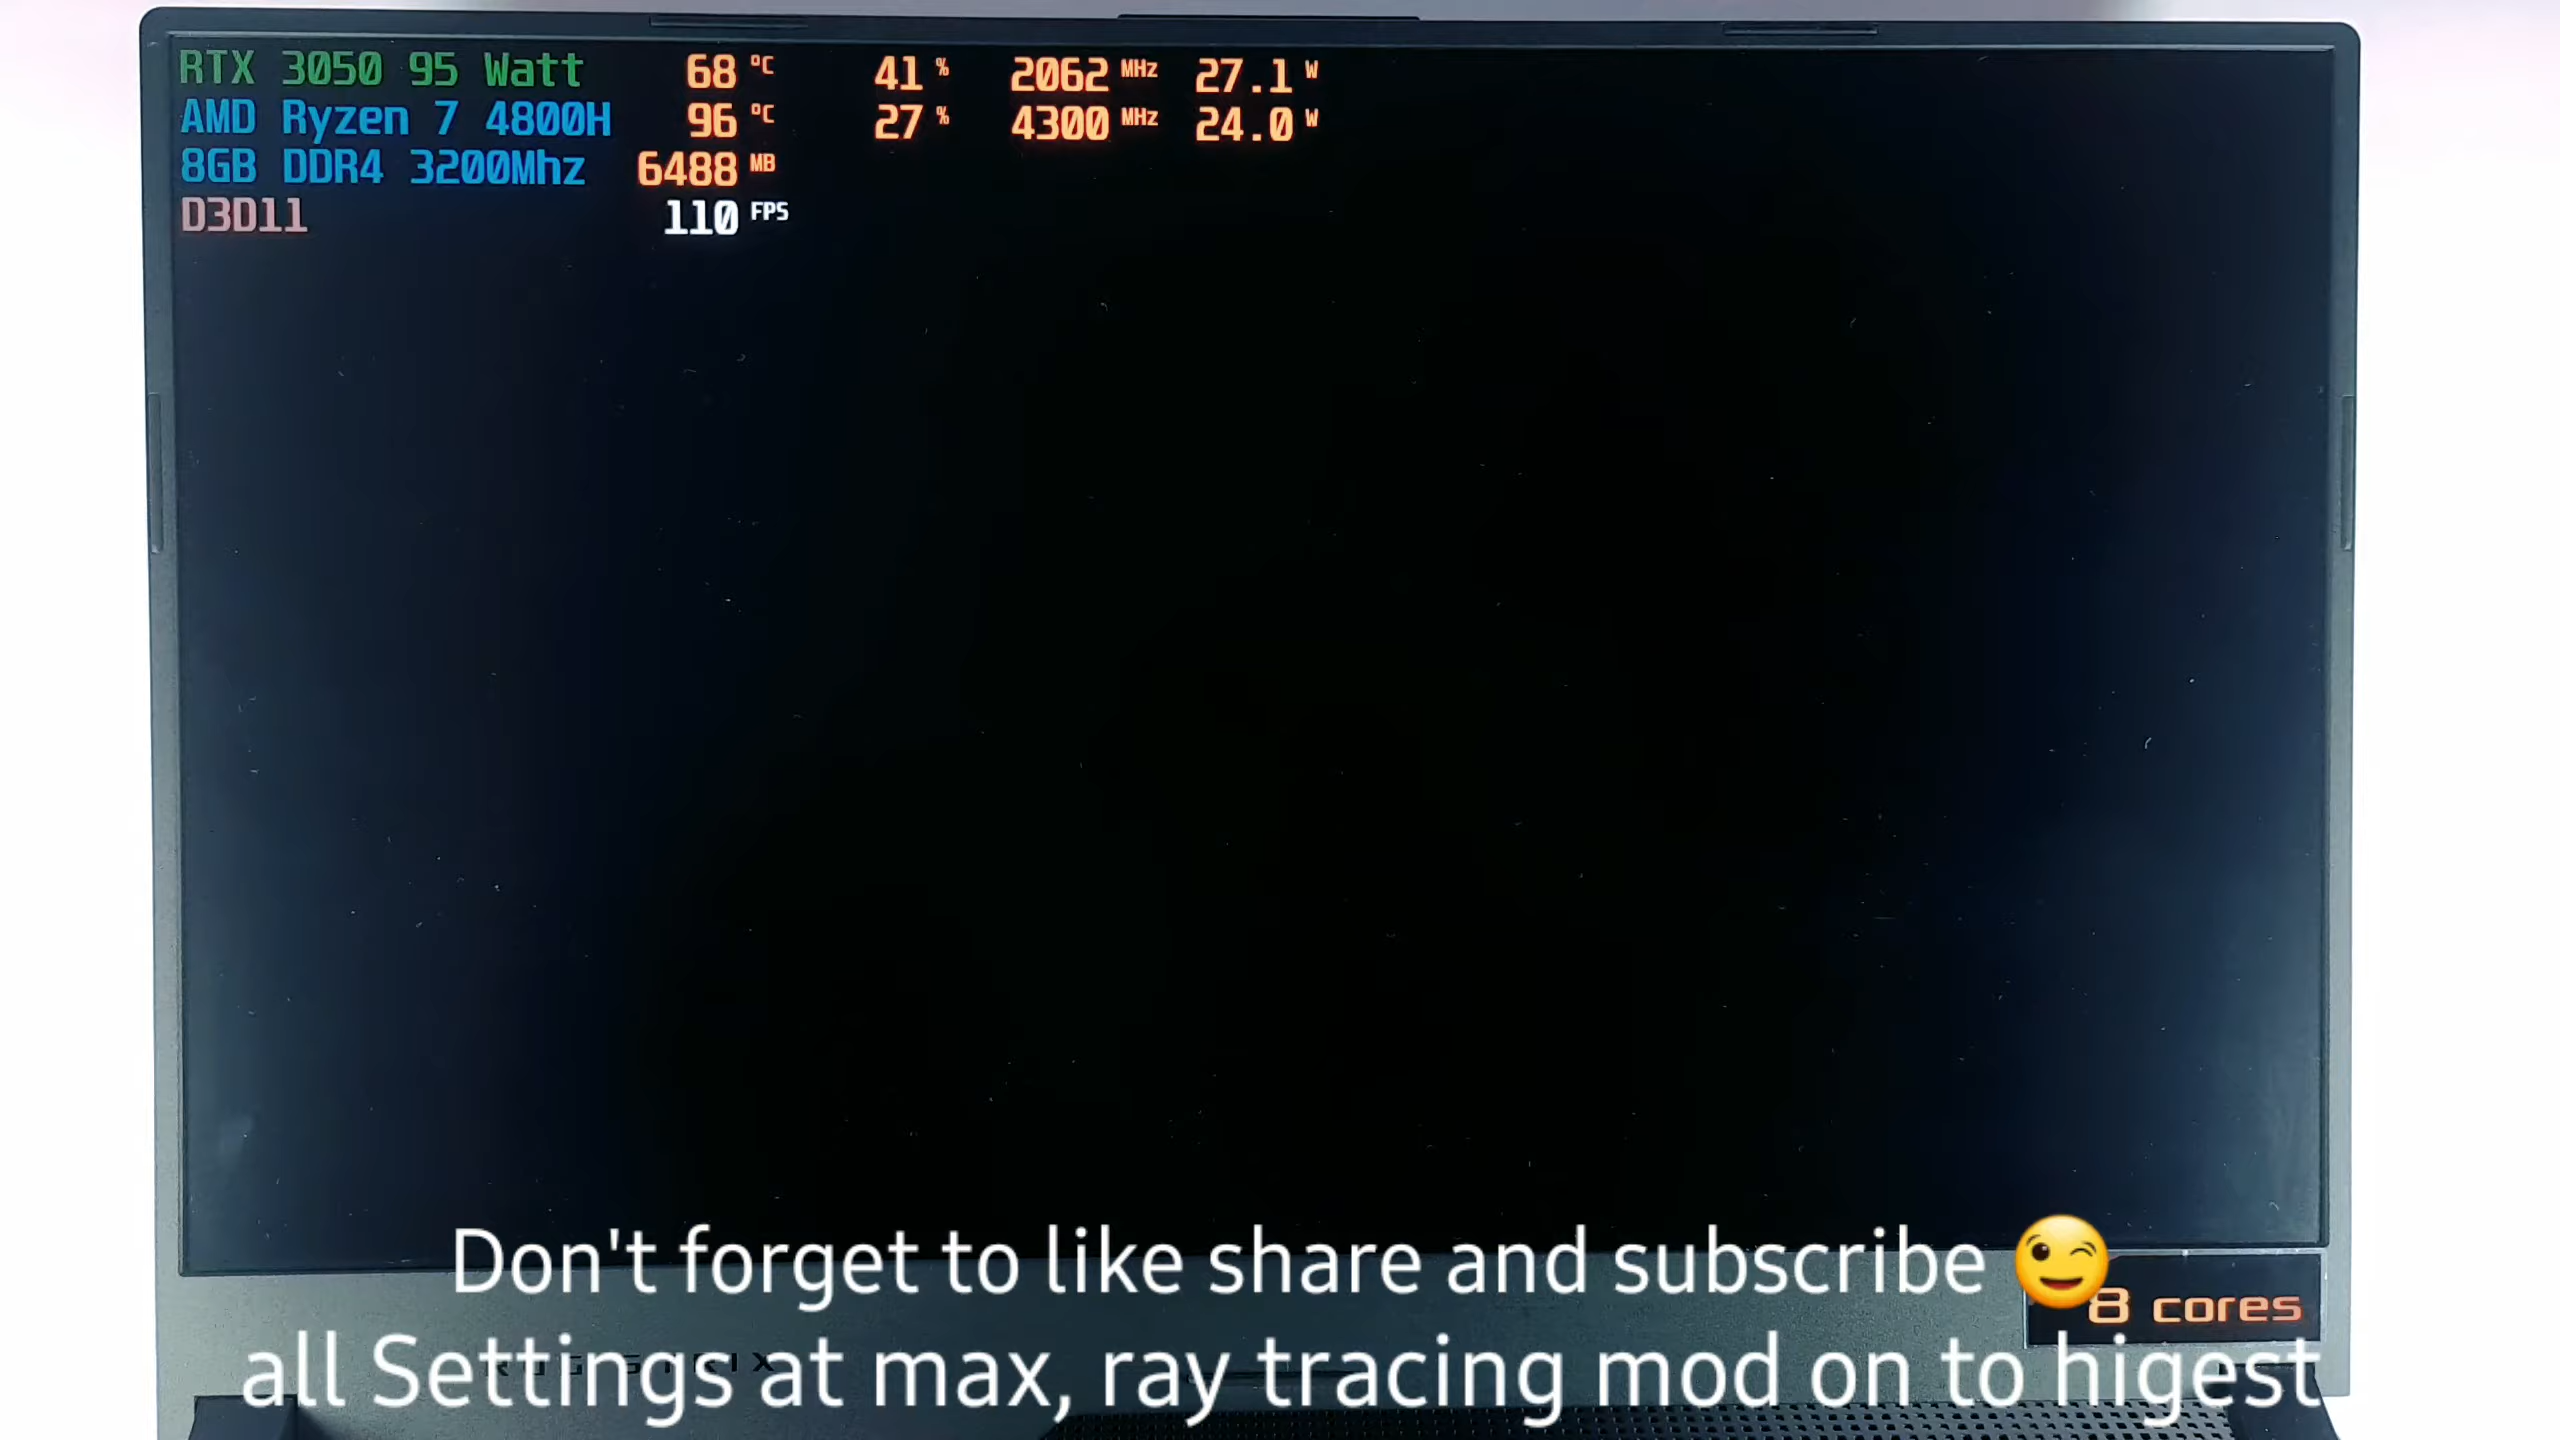 RTX 3050 95 Watt 68 °C 41 % 2062 MHz 27.1 W
AMD Ryzen 7 4800H 96 °C 27 % 4300 MHz 24.0 W
8GB DDR4 3200Mhz 6488 MB
D3D11 110 FPS
Don't forget to like share and subscribe 😉
8 cores
all Settings at max, ray tracing mod on to higest